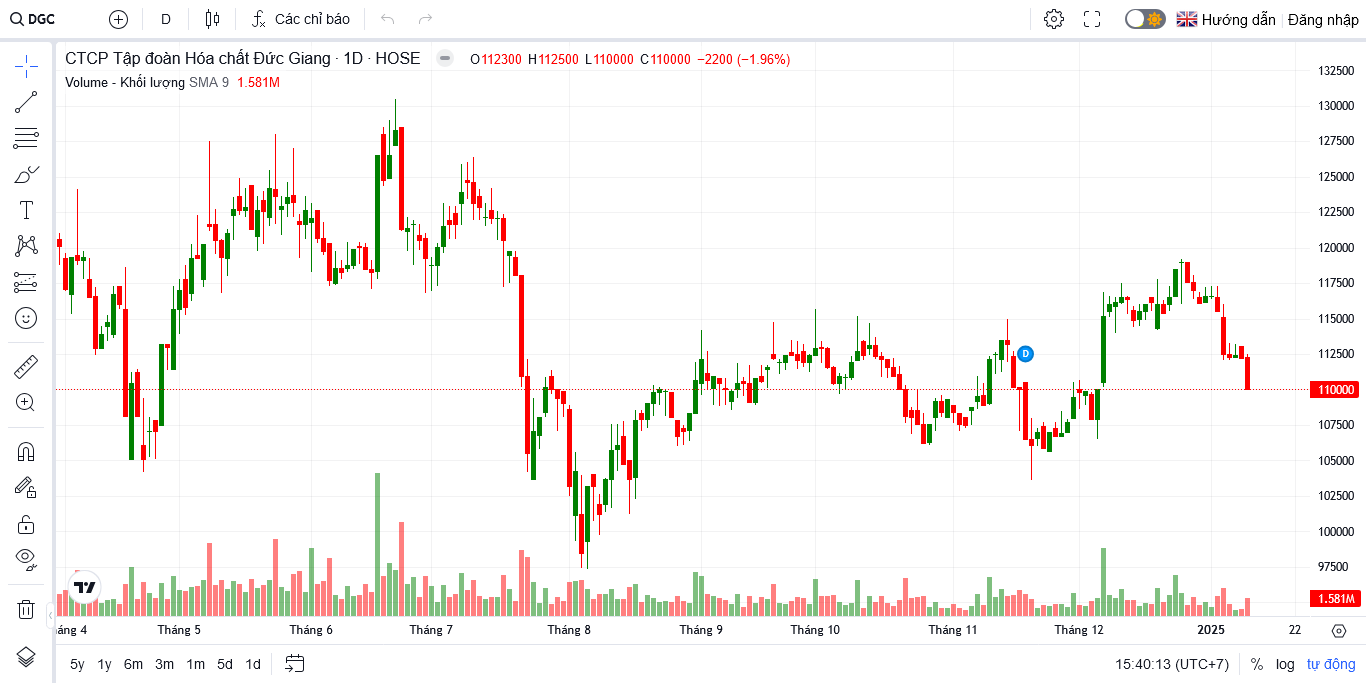 DGC D Các chỉ báo Hướng dẫn Đăng nhập
CTCP Tập đoàn Hóa chất Đức Giang · 1D · HOSE O112300 H112500 L110000 C110000 −2200 (−1.96%)
Volume - Khối lượng SMA 9 1.581M
132500
130000
127500
125000
122500
120000
117500
115000
112500
D
110000
107500
105000
102500
100000
97500
1.581M
áng 4 Tháng 5 Tháng 6 Tháng 7 Tháng 8 Tháng 9 Tháng 10 Tháng 11 Tháng 12 2025 22
5y 1y 6m 3m 1m 5d 1d 15:40:13 (UTC+7) % log tự động